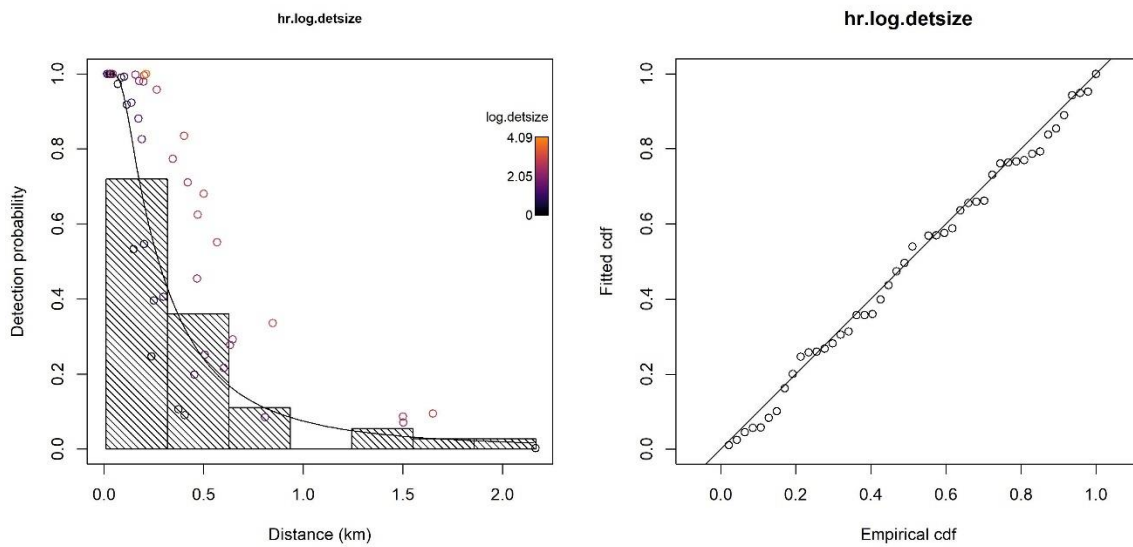 hr.log.detsize
Detection probability
1.0
0.8
0.6
0.4
0.2
0.0
log.detsize
4.09
2.05
0
0.0 0.5 1.0 1.5 2.0
Distance (km)
hr.log.detsize
Fitted cdf
1.0
0.8
0.6
0.4
0.2
0.0
0.0 0.2 0.4 0.6 0.8 1.0
Empirical cdf